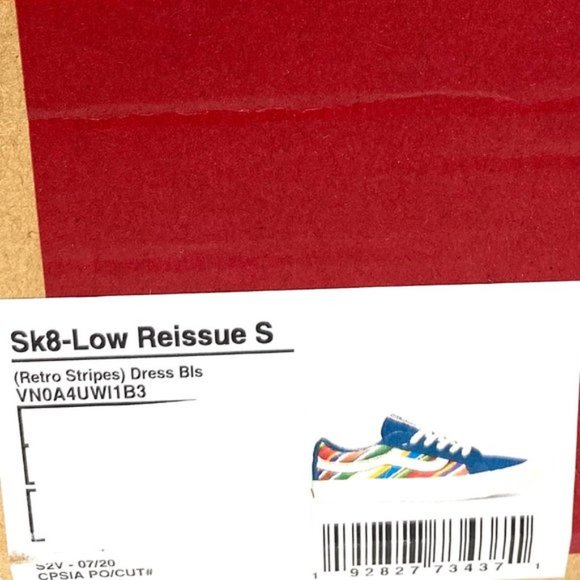 Sk8-Low Reissue S
(Retro Stripes) Dress Bls
VN0A4UWI1B3
S2V - 07/20
CPSIA PO/CUT#
1 92827 73437 1